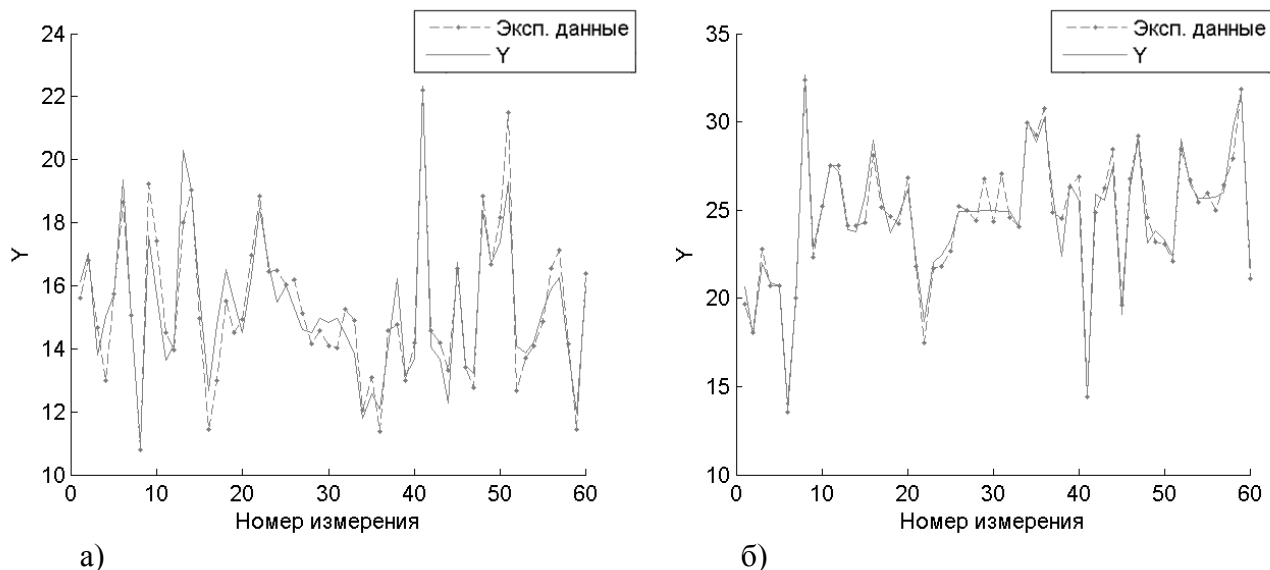 Эксп. данные
Y
24
22
20
18
16
14
12
10
Y
0 10 20 30 40 50 60
Номер измерения
а)
Эксп. данные
Y
35
30
25
20
15
10
Y
0 10 20 30 40 50 60
Номер измерения
б)